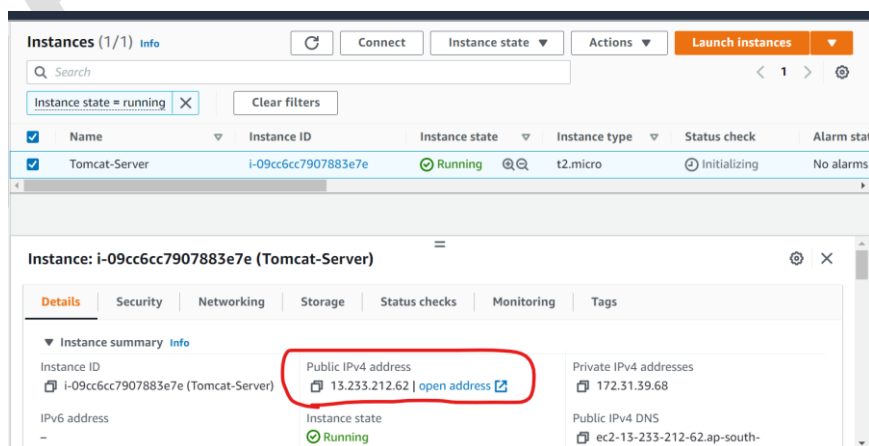 Instances (1/1) Info
Connect Instance state Actions Launch instances
Search
1
Instance state = running Clear filters
Name Instance ID Instance state Instance type Status check Alarm stat
Tomcat-Server i-09cc6cc7907883e7e Running t2.micro Initializing No alarms
Instance: i-09cc6cc7907883e7e (Tomcat-Server)
Details Security Networking Storage Status checks Monitoring Tags
Instance summary Info
Instance ID Public IPv4 address Private IPv4 addresses
i-09cc6cc7907883e7e (Tomcat-Server) 13.233.212.62 | open address 172.31.39.68
IPv6 address Instance state Public IPv4 DNS
– Running ec2-13-233-212-62.ap-south-